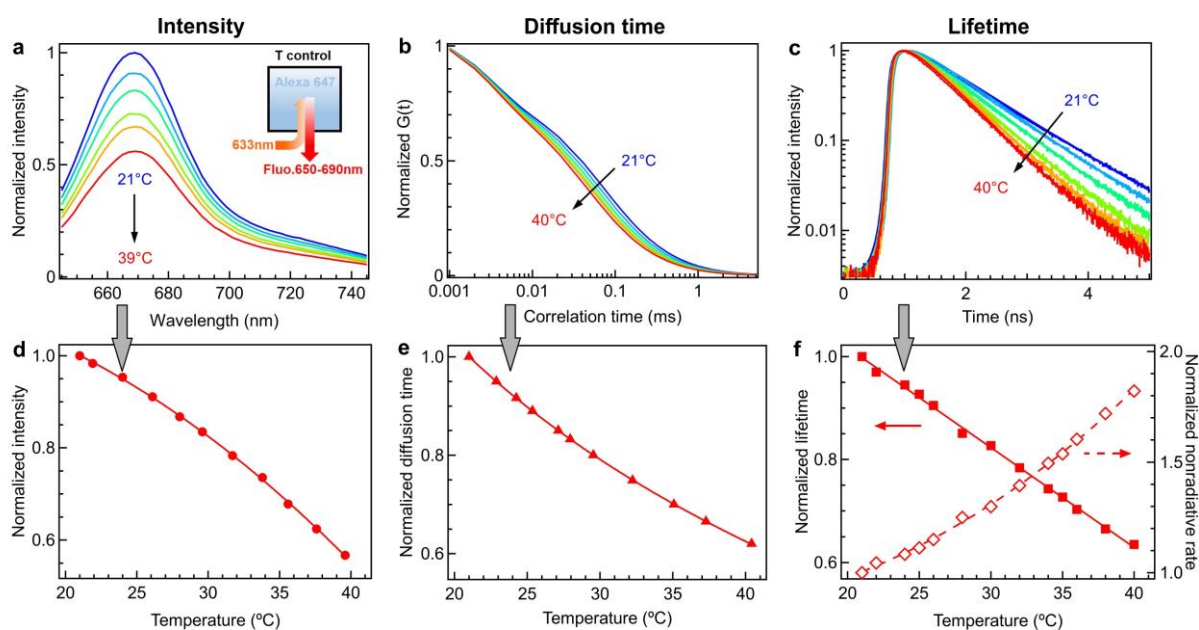 Intensity
Diffusion time
Lifetime
a
Normalized intensity
1
0.5
0
660
680
700
720
740
Wavelength (nm)
21°C
39°C
T control
Alexa 647
633nm
Fluo.650-690nm
b
Normalized G(t)
1
0.5
0
0.001
0.01
0.1
1
Correlation time (ms)
21°C
40°C
c
Normalized intensity
1
0.1
0.01
0
2
4
Time (ns)
21°C
40°C
d
Normalized intensity
1.0
0.8
0.6
20
25
30
35
40
Temperature (ºC)
e
Normalized diffusion time
1.0
0.8
0.6
20
25
30
35
40
Temperature (ºC)
f
Normalized lifetime
1.0
0.9
0.8
0.7
0.6
20
25
30
35
40
Temperature (ºC)
2.0
1.5
1.0
Normalized nonradiative rate